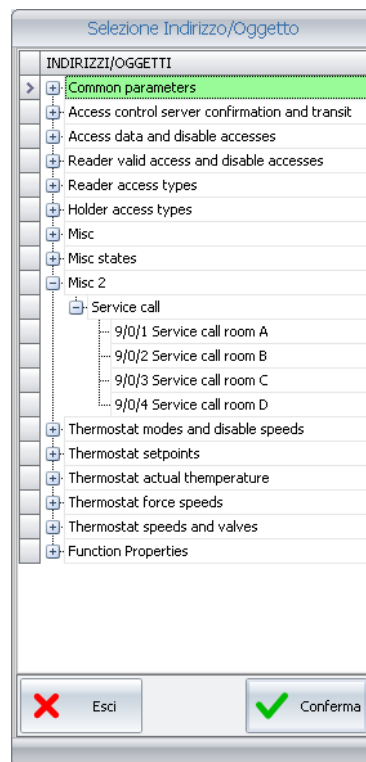 Selezione Indirizzo/Oggetto
INDIRIZZI/OGGETTI
Common parameters
Access control server confirmation and transit
Access data and disable accesses
Reader valid access and disable accesses
Reader access types
Holder access types
Misc
Misc states
Misc 2
Service call
9/0/1 Service call room A
9/0/2 Service call room B
9/0/3 Service call room C
9/0/4 Service call room D
Thermostat modes and disable speeds
Thermostat setpoints
Thermostat actual themperature
Thermostat force speeds
Thermostat speeds and valves
Function Properties
Esci
Conferma